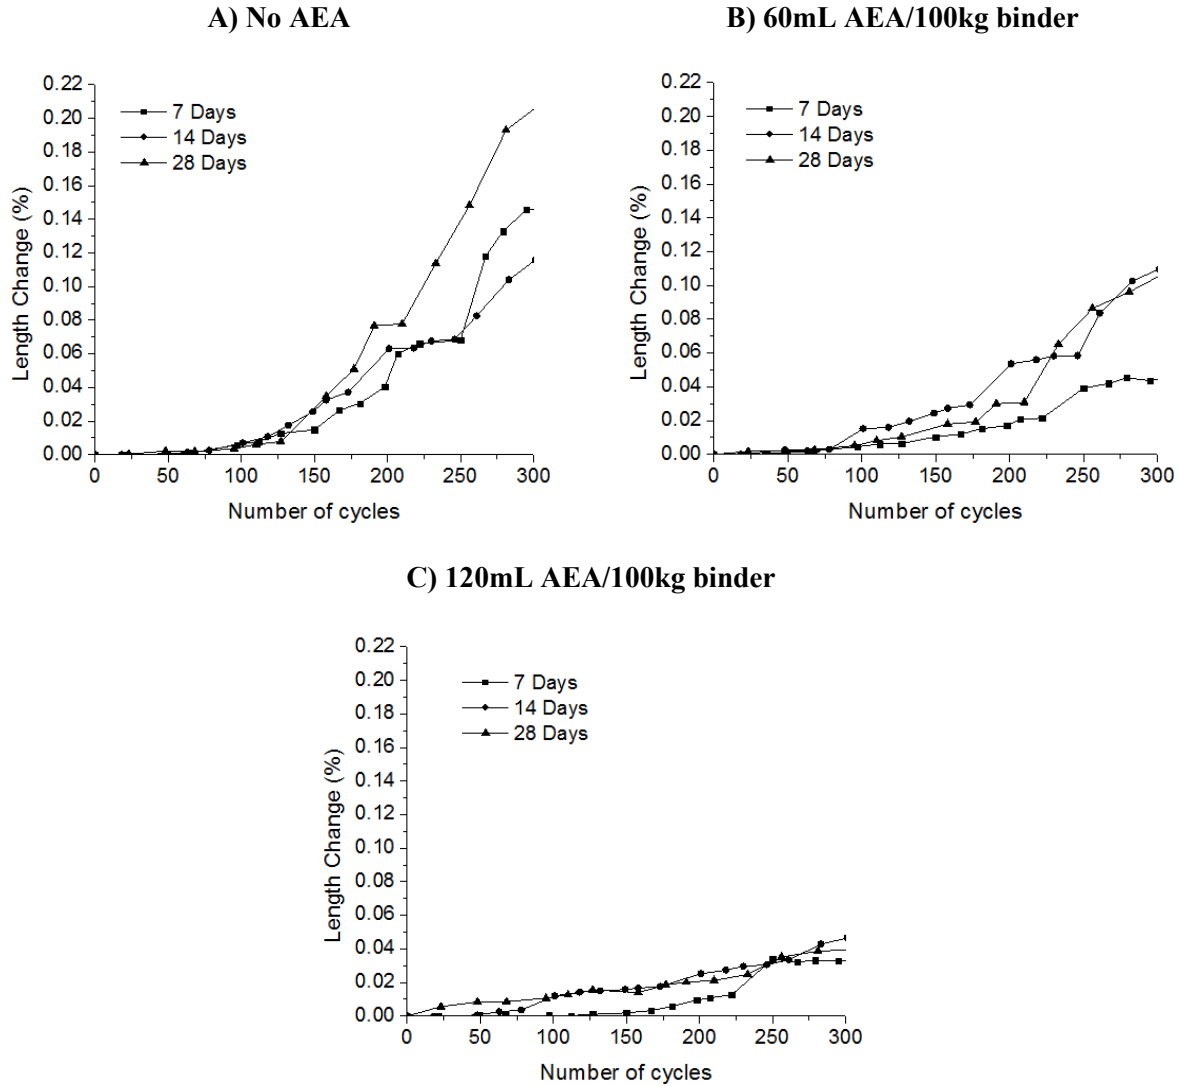 A) No AEA
0.22
0.20
0.18
0.16
0.14
0.12
0.10
0.08
0.06
0.04
0.02
0.00
Length Change (%)
7 Days
14 Days
28 Days
0 50 100 150 200 250 300
Number of cycles
B) 60mL AEA/100kg binder
0.22
0.20
0.18
0.16
0.14
0.12
0.10
0.08
0.06
0.04
0.02
0.00
Length Change (%)
7 Days
14 Days
28 Days
0 50 100 150 200 250 300
Number of cycles
C) 120mL AEA/100kg binder
0.22
0.20
0.18
0.16
0.14
0.12
0.10
0.08
0.06
0.04
0.02
0.00
Length Change (%)
7 Days
14 Days
28 Days
0 50 100 150 200 250 300
Number of cycles